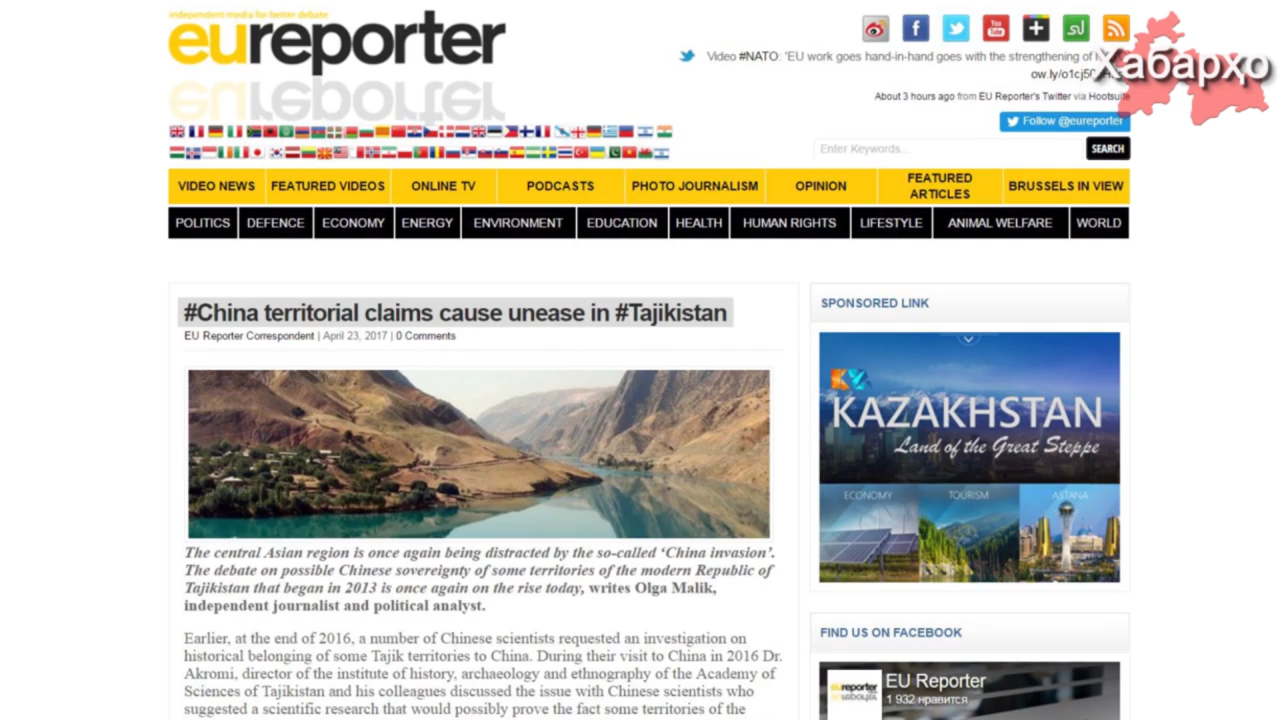 independent media for better debate
eureporter
Video #NATO: 'EU work goes hand-in-hand goes with the strengthening of
About 3 hours ago from EU Reporter's Twitter via Hootsuite
Хабарҳо
Follow @eureporter
Enter Keywords...
SEARCH
VIDEO NEWS
FEATURED VIDEOS
ONLINE TV
PODCASTS
PHOTO JOURNALISM
OPINION
FEATURED
ARTICLES
BRUSSELS IN VIEW
POLITICS
DEFENCE
ECONOMY
ENERGY
ENVIRONMENT
EDUCATION
HEALTH
HUMAN RIGHTS
LIFESTYLE
ANIMAL WELFARE
WORLD
#China territorial claims cause unease in #Tajikistan
EU Reporter Correspondent | April 23, 2017 | 0 Comments
The central Asian region is once again being distracted by the so-called ‘China invasion’.
The debate on possible Chinese sovereignty of some territories of the modern Republic of
Tajikistan that began in 2013 is once again on the rise today, writes Olga Malik,
independent journalist and political analyst.
Earlier, at the end of 2016, a number of Chinese scientists requested an investigation on
historical belonging of some Tajik territories to China. During their visit to China in 2016 Dr.
Akromi, director of the institute of history, archaeology and ethnography of the Academy of
Sciences of Tajikistan and his colleagues discussed the issue with Chinese scientists who
suggested a scientific research that would possibly prove the fact some territories of the
SPONSORED LINK
KAZAKHSTAN
Land of the Great Steppe
ECONOMY
TOURISM
ASTANA
FIND US ON FACEBOOK
eureporter
EU Reporter
1 932 нравится